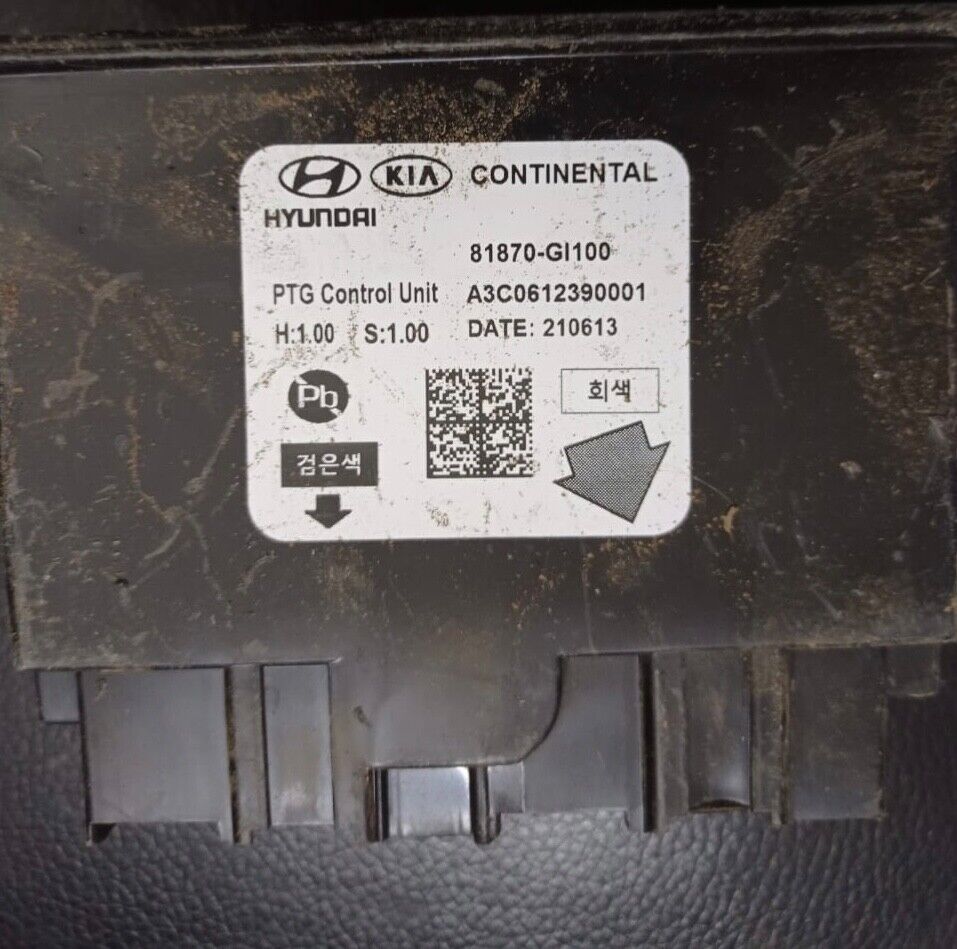 KIA CONTINENTAL
HYUNDAI
81870-GI100
PTG Control Unit A3C0612390001
H:1.00 S:1.00 DATE: 210613
Pb
회색
검은색